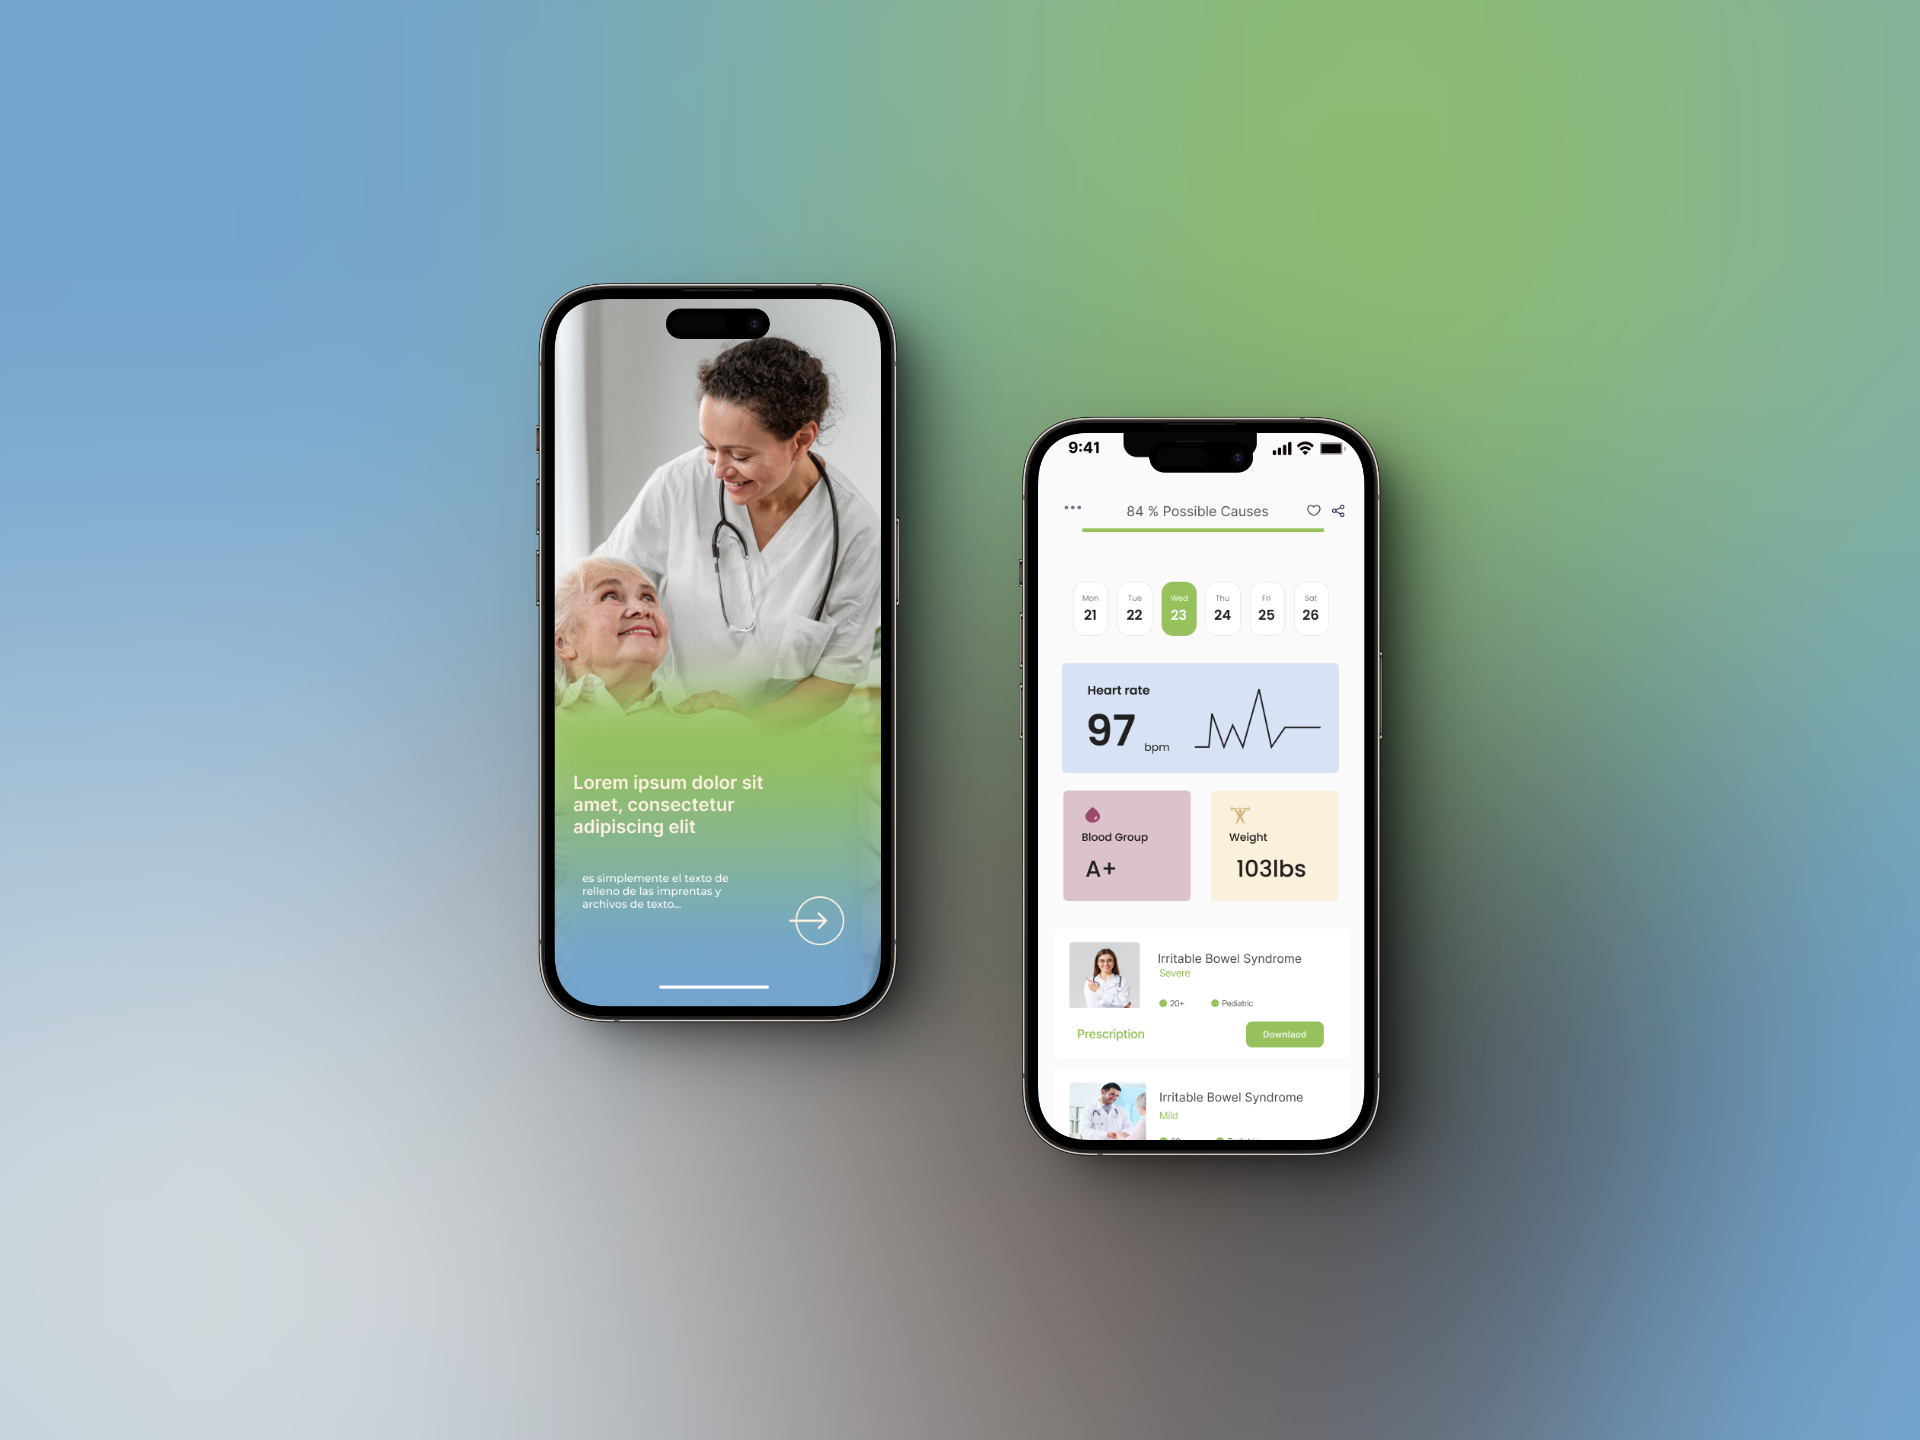 Lorem ipsum dolor sit
amet, consectetur
adipiscing elit
es simplemente el texto de
relleno de las imprentas y
archivos de texto...
9:41
84 % Possible Causes
Mon Tue Wed Thu Fri Sat
21 22 23 24 25 26
Heart rate
97 bpm
Blood Group
A+
Weight
103lbs
Irritable Bowel Syndrome
Severe
20+ Pediatric
Prescription
Downlaod
Irritable Bowel Syndrome
Mild